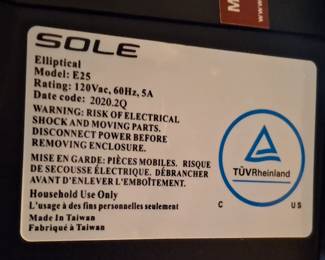 SOLE
Elliptical
Model: E25
Rating: 120Vac, 60Hz, 5A
Date code: 2020.2Q
WARNING: RISK OF ELECTRICAL
SHOCK AND MOVING PARTS.
DISCONNECT POWER BEFORE
REMOVING ENCLOSURE.
MISE EN GARDE: PIÈCES MOBILES. RISQUE
DE SECOUSSE ÉLECTRIQUE. DÉBRANCHER
AVANT D'ENLEVER L'EMBOÎTEMENT.
Household Use Only
L'usage à des fins personnelles seulement
Made In Taiwan
Fabriqué à Taiwan
TÜVRheinland
C US